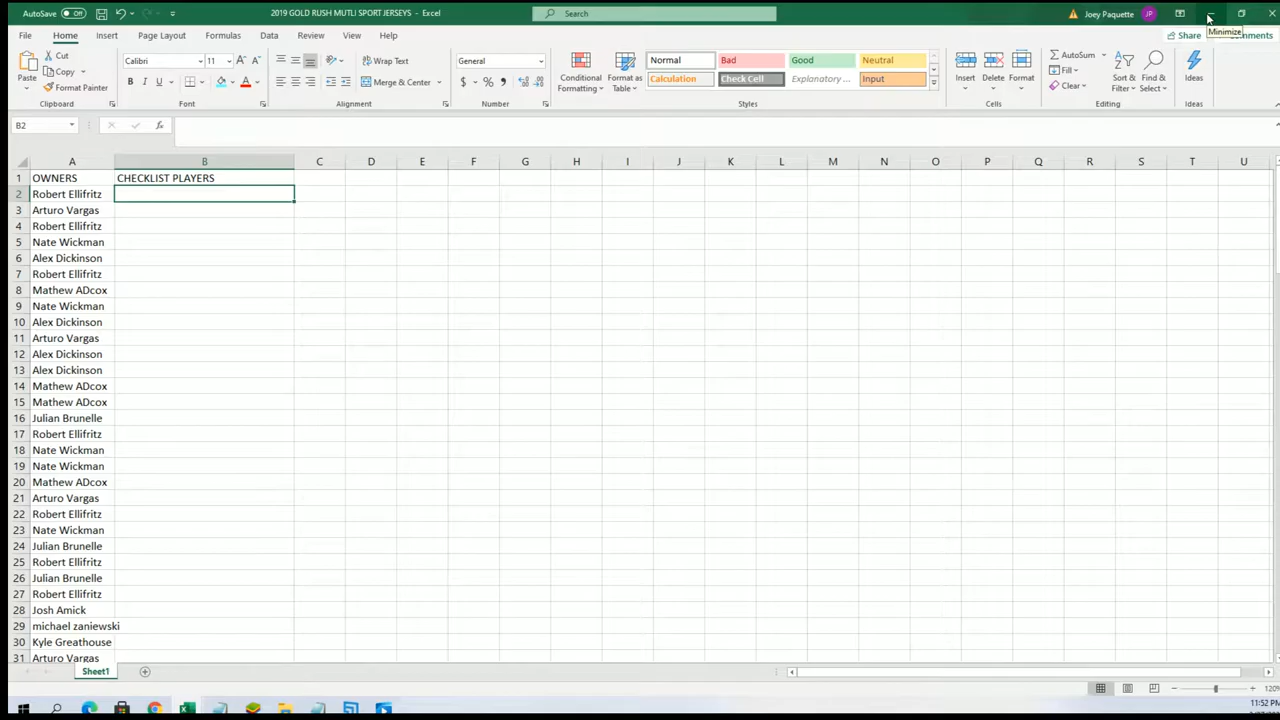 AutoSave Off 2019 GOLD RUSH MUTLI SPORT JERSEYS - Excel Search Joey Paquette JP
Minimize
File Home Insert Page Layout Formulas Data Review View Help Share Comments
Paste Cut Copy Format Painter Calibri 11 Wrap Text Merge & Center General Conditional Formatting Format as Table Normal Bad Good Neutral Calculation Check Cell Explanatory ... Input Insert Delete Format AutoSum Fill Clear Sort & Filter Find & Select Ideas
Clipboard Font Alignment Number Styles Cells Editing Ideas
B2 fx
A B C D E F G H I J K L M N O P Q R S T U
1 OWNERS CHECKLIST PLAYERS
2 Robert Ellifritz
3 Arturo Vargas
4 Robert Ellifritz
5 Nate Wickman
6 Alex Dickinson
7 Robert Ellifritz
8 Mathew ADcox
9 Nate Wickman
10 Alex Dickinson
11 Arturo Vargas
12 Alex Dickinson
13 Alex Dickinson
14 Mathew ADcox
15 Mathew ADcox
16 Julian Brunelle
17 Robert Ellifritz
18 Nate Wickman
19 Nate Wickman
20 Mathew ADcox
21 Arturo Vargas
22 Robert Ellifritz
23 Nate Wickman
24 Julian Brunelle
25 Robert Ellifritz
26 Julian Brunelle
27 Robert Ellifritz
28 Josh Amick
29 michael zaniewski
30 Kyle Greathouse
31 Arturo Vargas
Sheet1
120%
11:52 PM